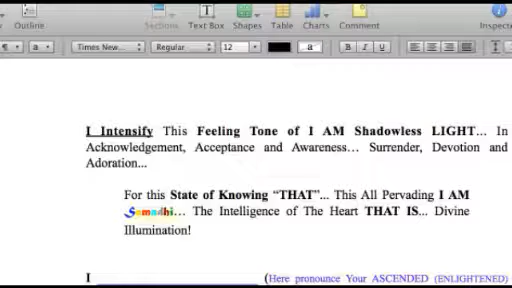 Outline Sections Text Box Shapes Table Charts Comment Inspecto
¶ a Times New... Regular 12 a B I U
I Intensify This Feeling Tone of I AM Shadowless LIGHT... In
Acknowledgement, Acceptance and Awareness... Surrender, Devotion and
Adoration...
For this State of Knowing “THAT”... This All Pervading I AM
Samadhi... The Intelligence of The Heart THAT IS... Divine
Illumination!
I ____________________ (Here pronounce Your ASCENDED (ENLIGHTENED)